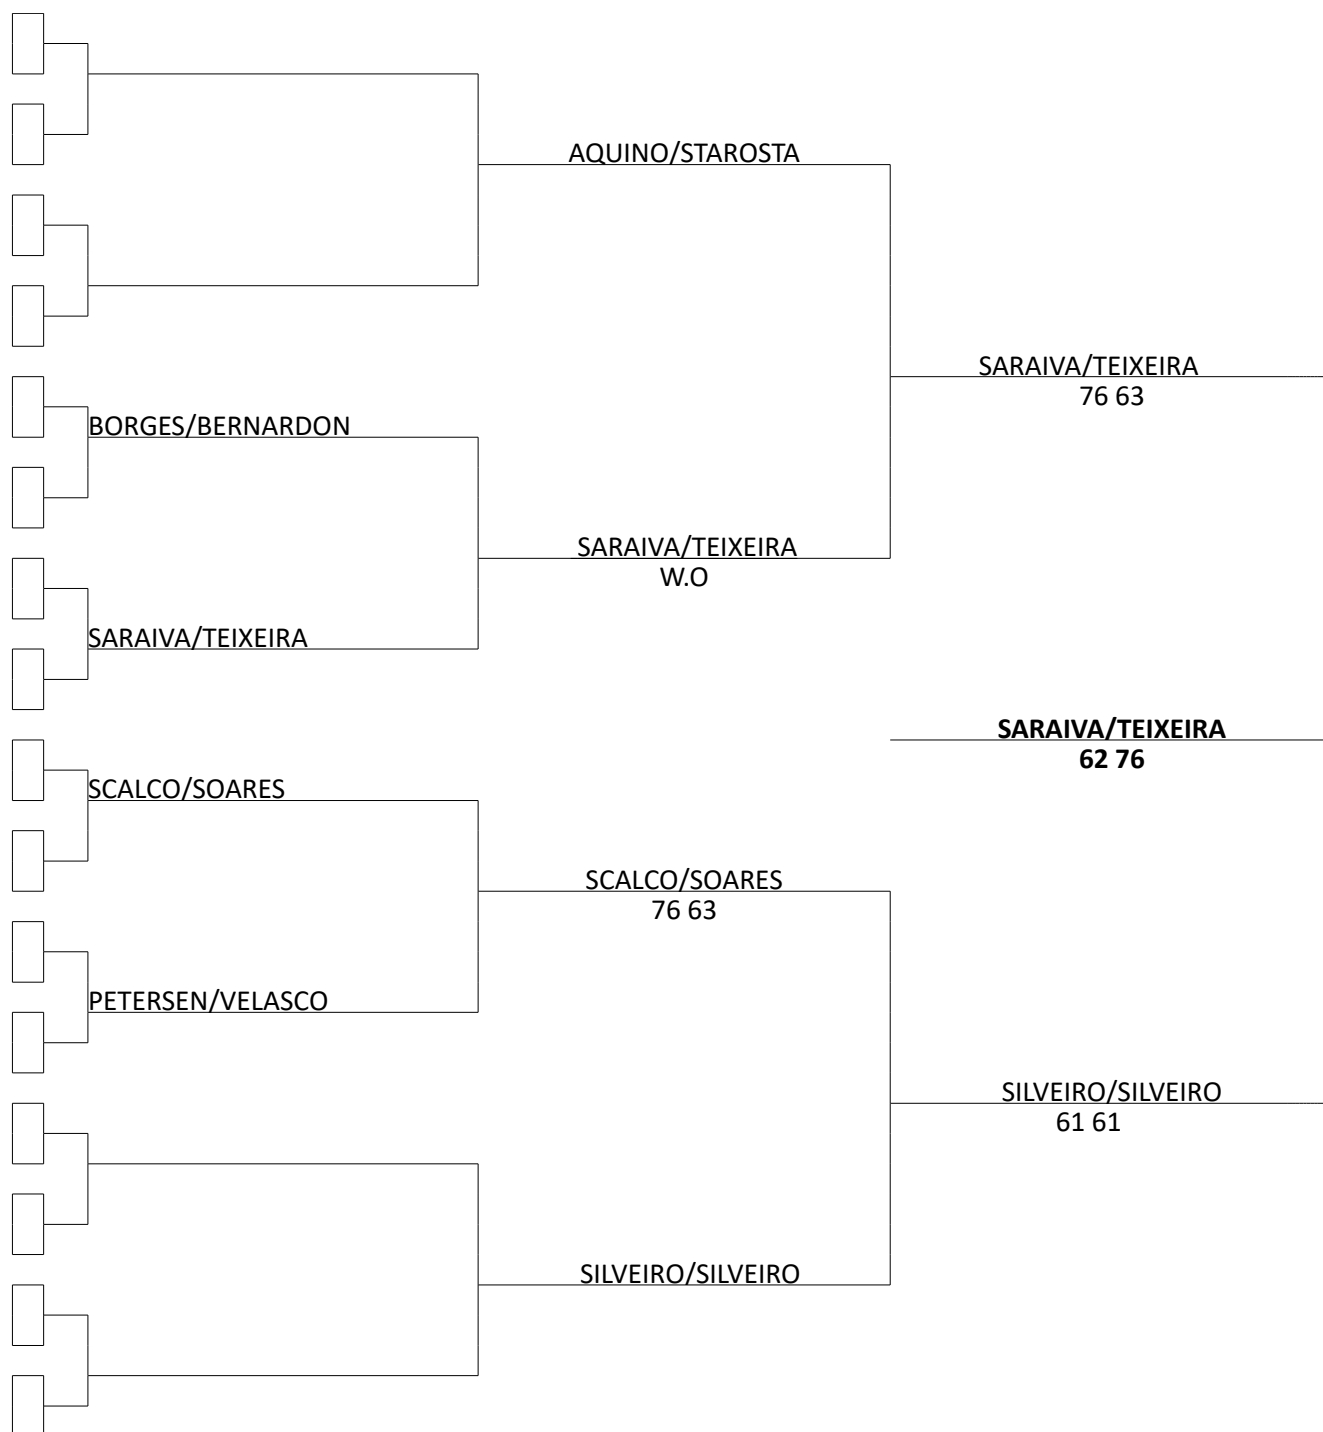 AQUINO/STAROSTA
SARAIVA/TEIXEIRA
76 63
BORGES/BERNARDON
SARAIVA/TEIXEIRA
W.O
SARAIVA/TEIXEIRA
SARAIVA/TEIXEIRA
62 76
SCALCO/SOARES
SCALCO/SOARES
76 63
PETERSEN/VELASCO
SILVEIRO/SILVEIRO
61 61
SILVEIRO/SILVEIRO